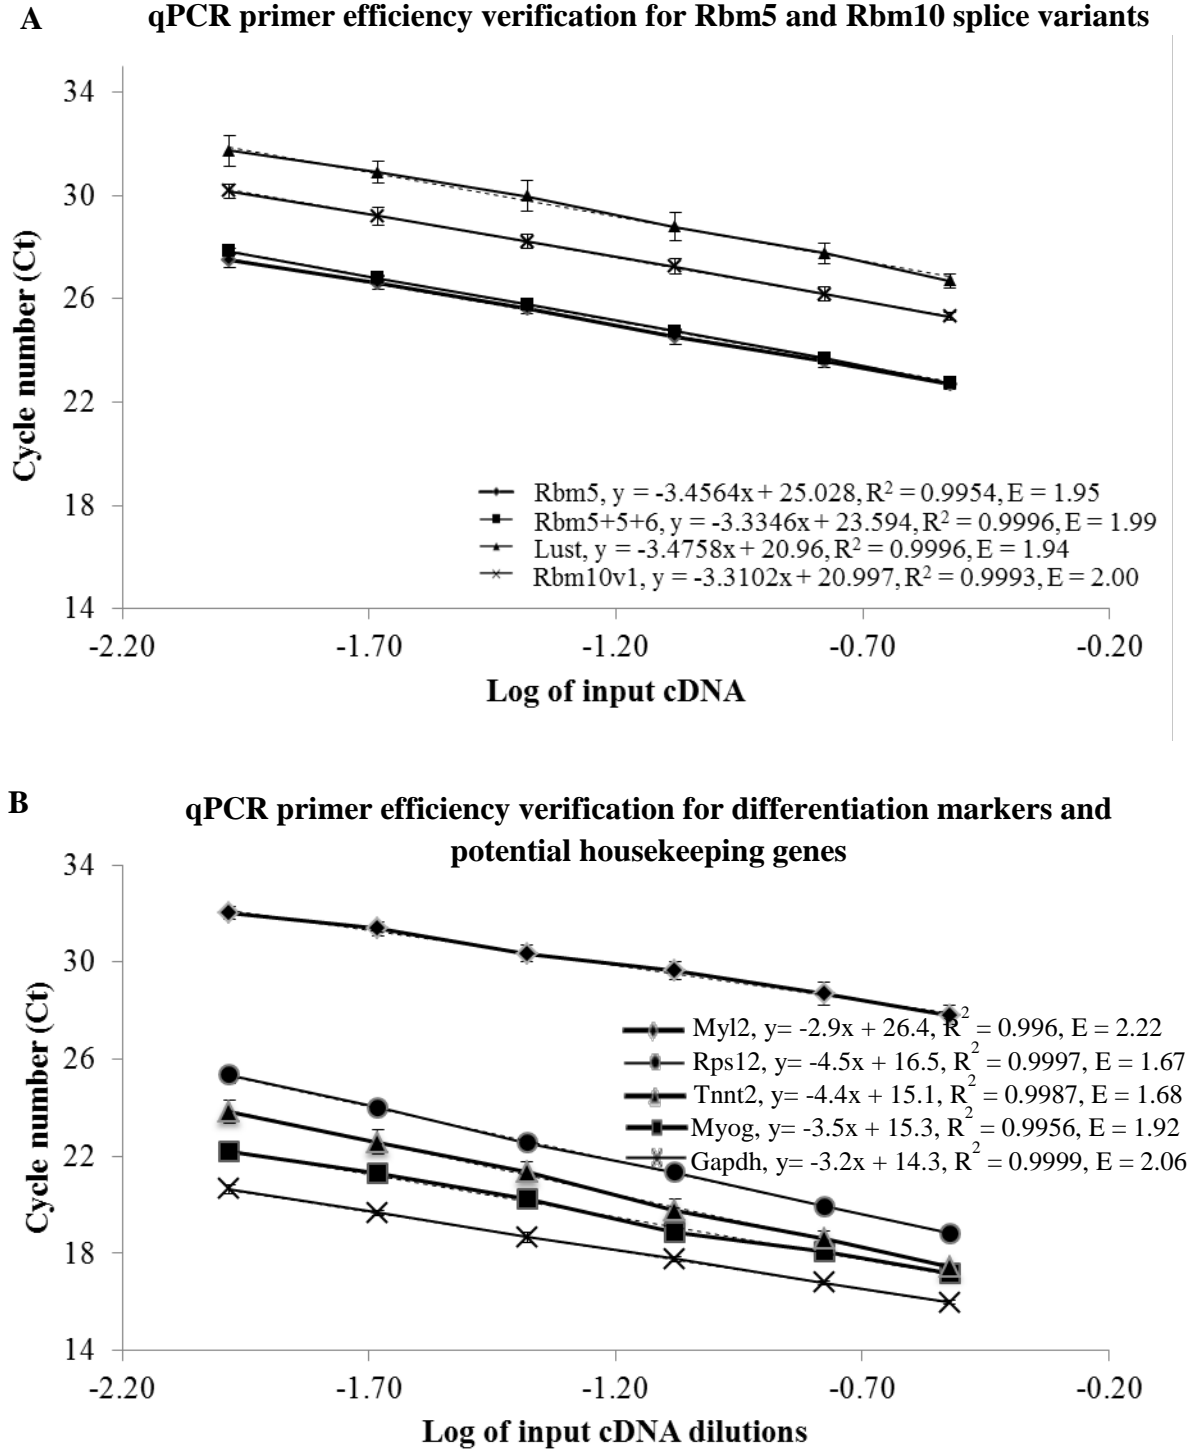 A
qPCR primer efficiency verification for Rbm5 and Rbm10 splice variants
34
30
26
22
18
14
Cycle number (Ct)
Rbm5, y = -3.4564x + 25.028, R² = 0.9954, E = 1.95
Rbm5+5+6, y = -3.3346x + 23.594, R² = 0.9996, E = 1.99
Lust, y = -3.4758x + 20.96, R² = 0.9996, E = 1.94
Rbm10v1, y = -3.3102x + 20.997, R² = 0.9993, E = 2.00
-2.20 -1.70 -1.20 -0.70 -0.20
Log of input cDNA
B
qPCR primer efficiency verification for differentiation markers and
potential housekeeping genes
34
30
26
22
18
14
Cycle number (Ct)
Myl2, y= -2.9x + 26.4, R² = 0.996, E = 2.22
Rps12, y= -4.5x + 16.5, R² = 0.9997, E = 1.67
Tnnt2, y= -4.4x + 15.1, R² = 0.9987, E = 1.68
Myog, y= -3.5x + 15.3, R² = 0.9956, E = 1.92
Gapdh, y= -3.2x + 14.3, R² = 0.9999, E = 2.06
-2.20 -1.70 -1.20 -0.70 -0.20
Log of input cDNA dilutions